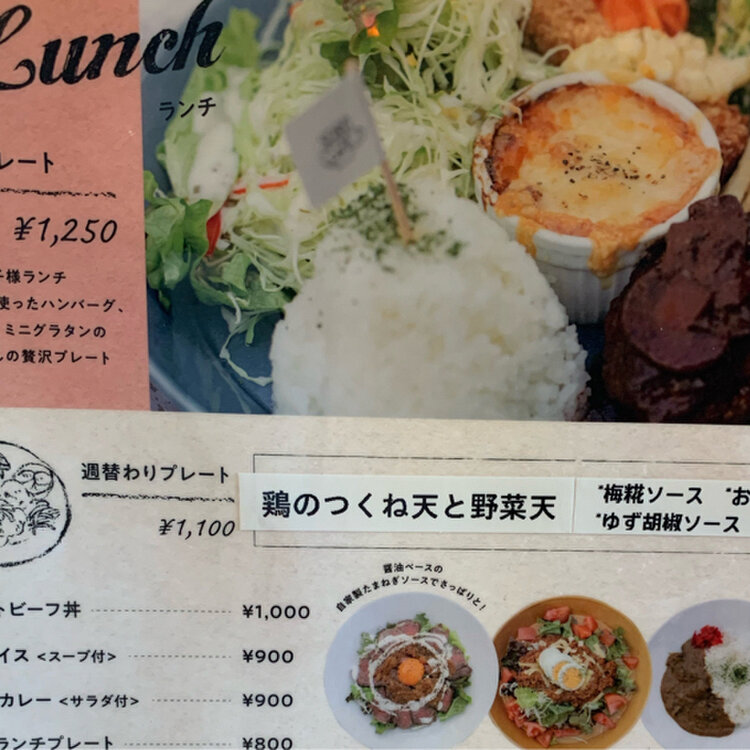 Lunch
ランチ
レート
¥1,250
様ランチ
使ったハンバーグ、
ミニグラタンの
の贅沢プレート
週替わりプレート
¥1,100
鶏のつくね天と野菜天
*梅糀ソース *お
*ゆず胡椒ソース
醤油ベースの
自家製たまねぎソースでさっぱりと!
トビーフ丼 ¥1,000
イス <スープ付> ¥900
カレー <サラダ付> ¥900
ランチプレート ¥800